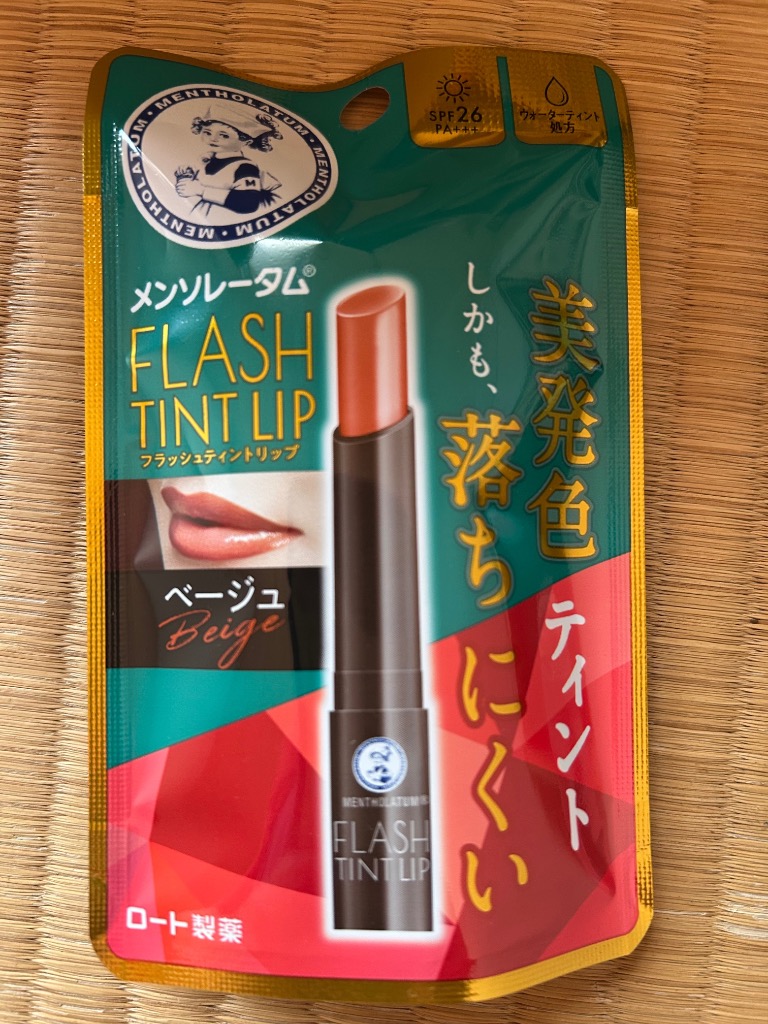 MENTHOLATUM・MENTHOLATUM・MENTHOLATUM
M
SPF26
PA+++
ウォーターティント
処方
メンソレータム®
FLASH
TINT LIP
フラッシュティントリップ
ベージュ
Beige
美発色ティント
しかも、落ちにくい
MENTHOLATUM®
FLASH
TINT LIP
ロート製薬